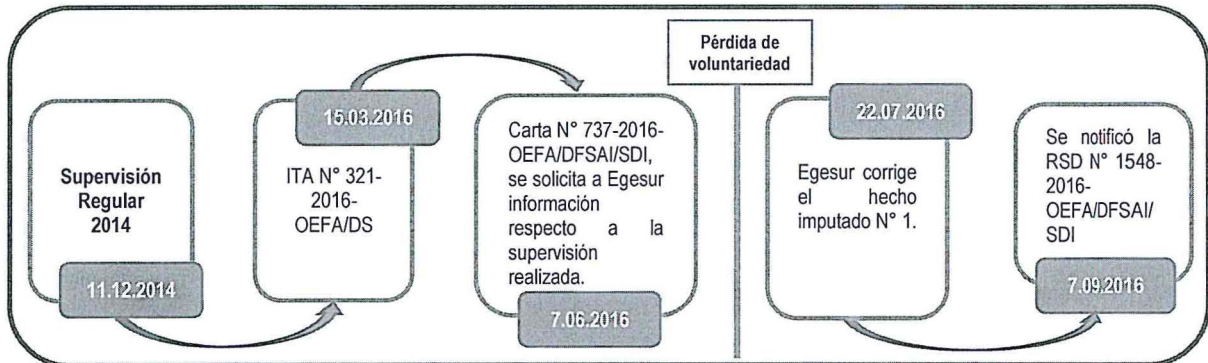 Supervisión
Regular
2014
11.12.2014
15.03.2016
ITA N° 321-
2016-
OEFA/DS
Carta N° 737-2016-
OEFA/DFSAI/SDI,
se solicita a Egesur
información
respecto a la
supervisión
realizada.
7.06.2016
Pérdida de
voluntariedad
22.07.2016
Egesur corrige
el hecho
imputado N° 1.
Se notificó la
RSD N° 1548-
2016-
OEFA/DFSAI/
SDI
7.09.2016